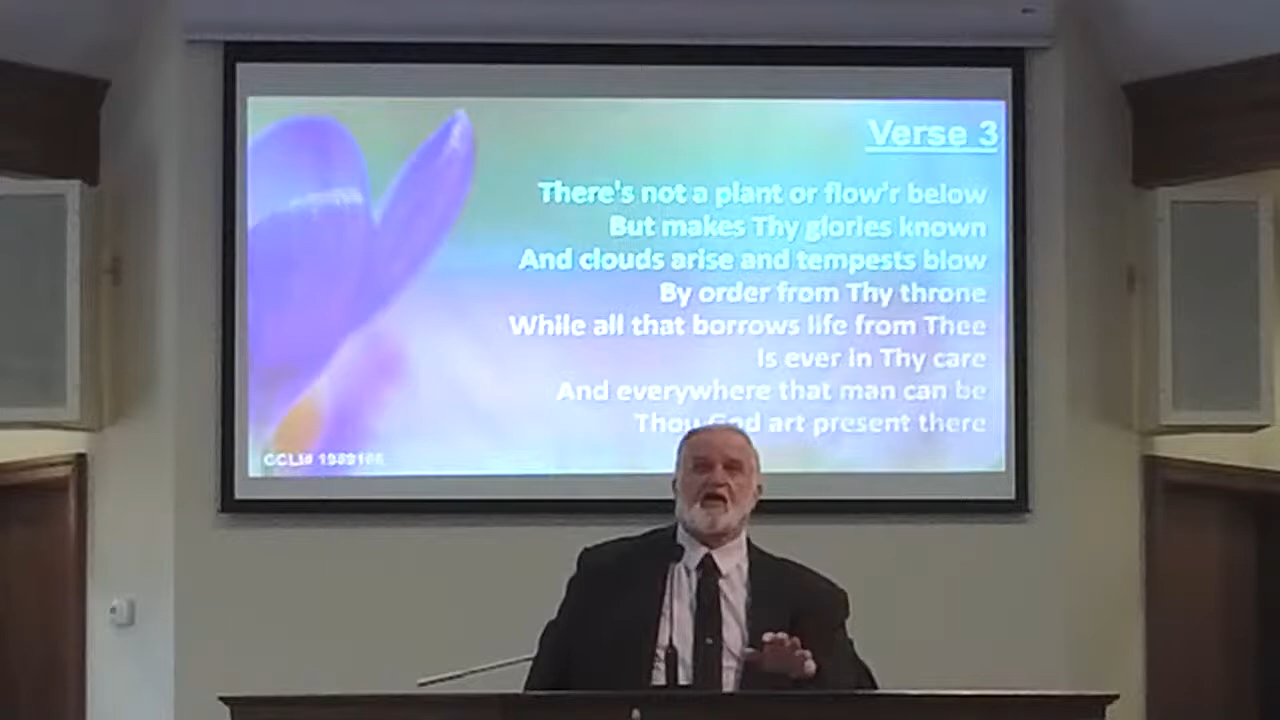 Verse 3
There's not a plant or flow'r below
But makes Thy glories known
And clouds arise and tempests blow
By order from Thy throne
While all that borrows life from Thee
Is ever in Thy care
And everywhere that man can be
Thou God art present there
CCLI#